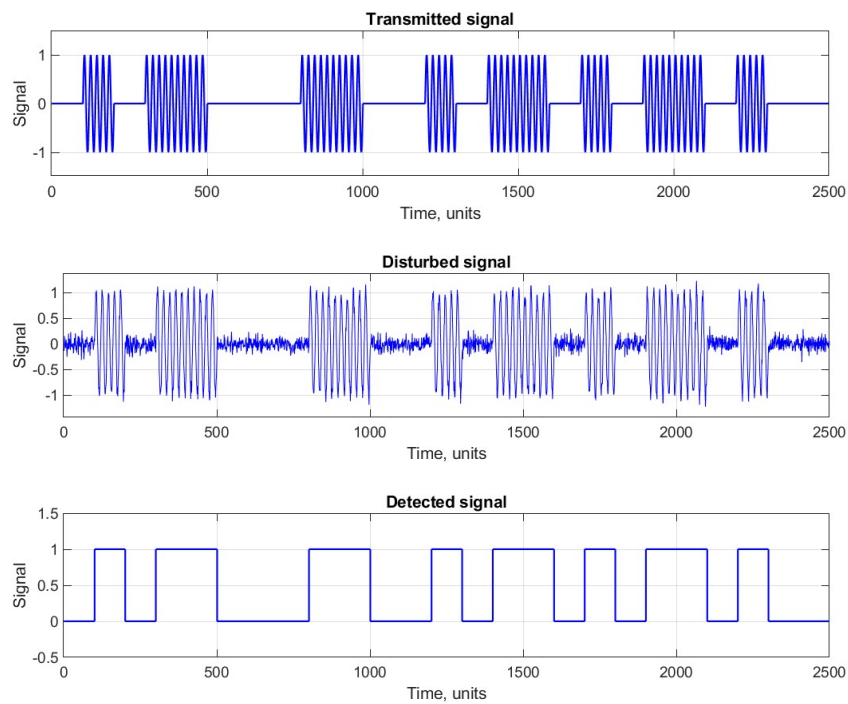 Transmitted signal
1
0
-1
Signal
0 500 1000 1500 2000 2500
Time, units
Disturbed signal
1
0.5
0
-0.5
-1
Signal
0 500 1000 1500 2000 2500
Time, units
Detected signal
1.5
1
0.5
0
-0.5
Signal
0 500 1000 1500 2000 2500
Time, units